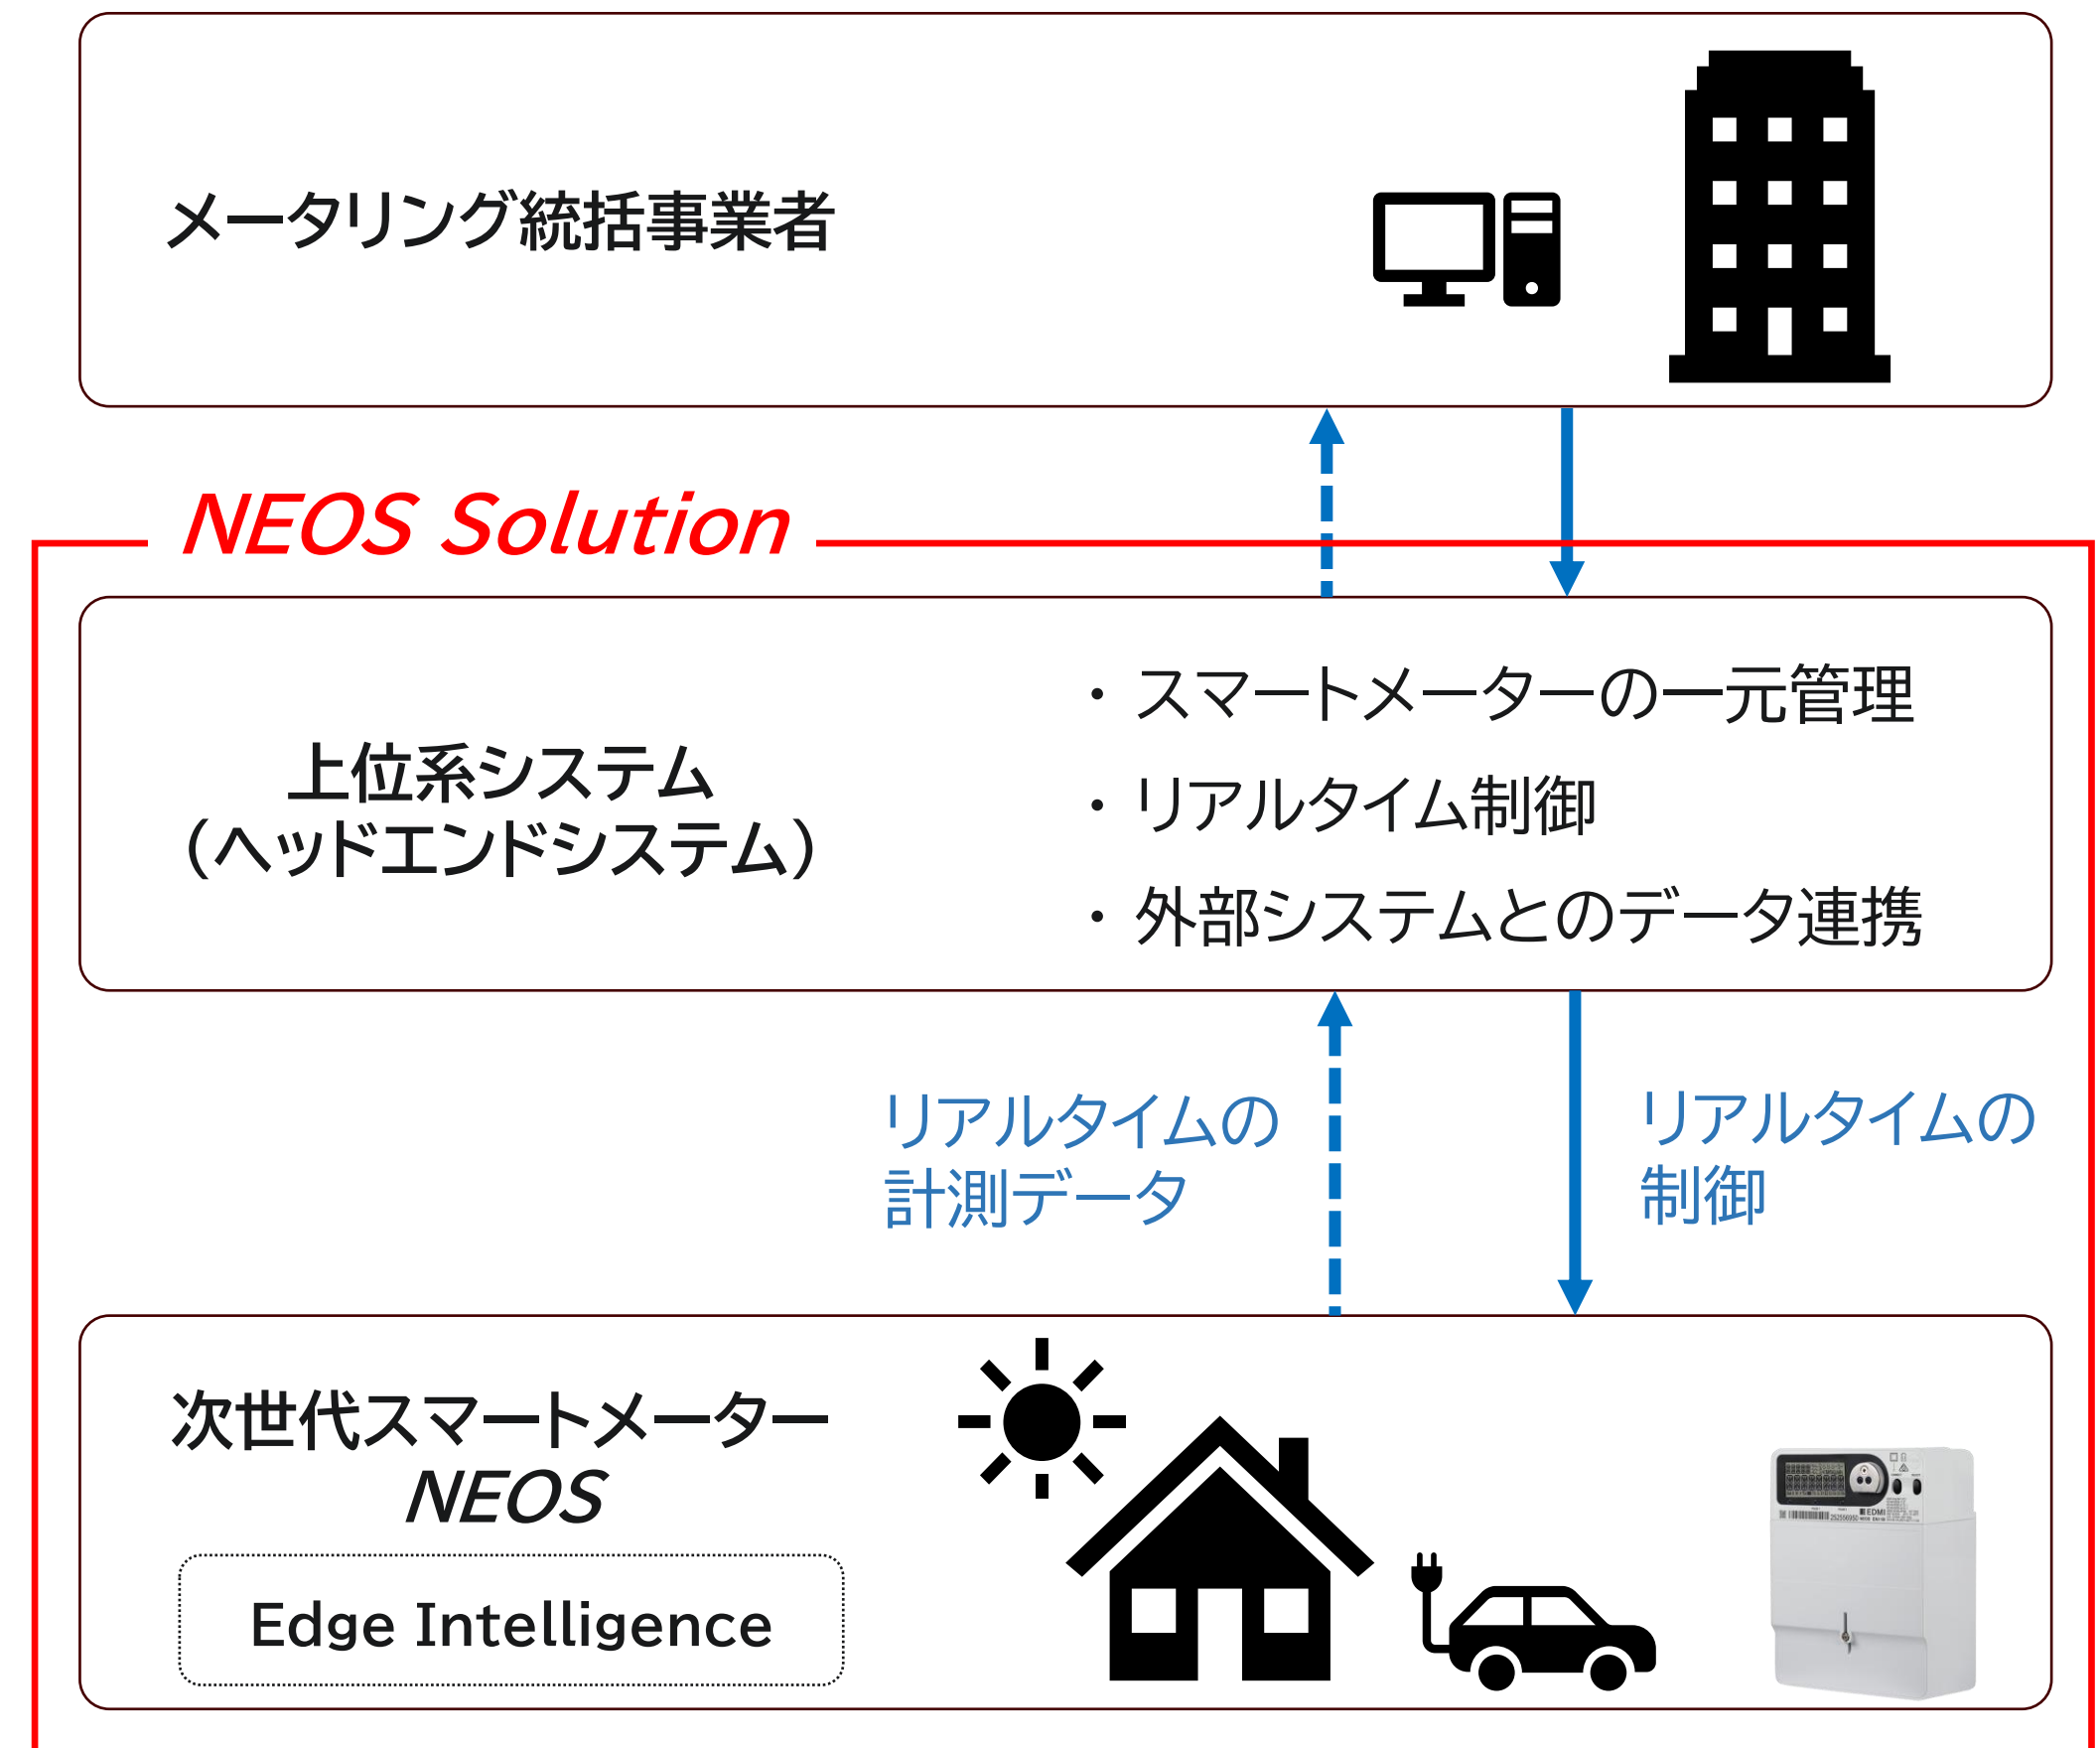 メータリング統括事業者
NEOS Solution
上位系システム
（ヘッドエンドシステム）
・ スマートメーターの一元管理
・ リアルタイム制御
・ 外部システムとのデータ連携
リアルタイムの
計測データ
リアルタイムの
制御
次世代スマートメーター
NEOS
Edge Intelligence
EDMI